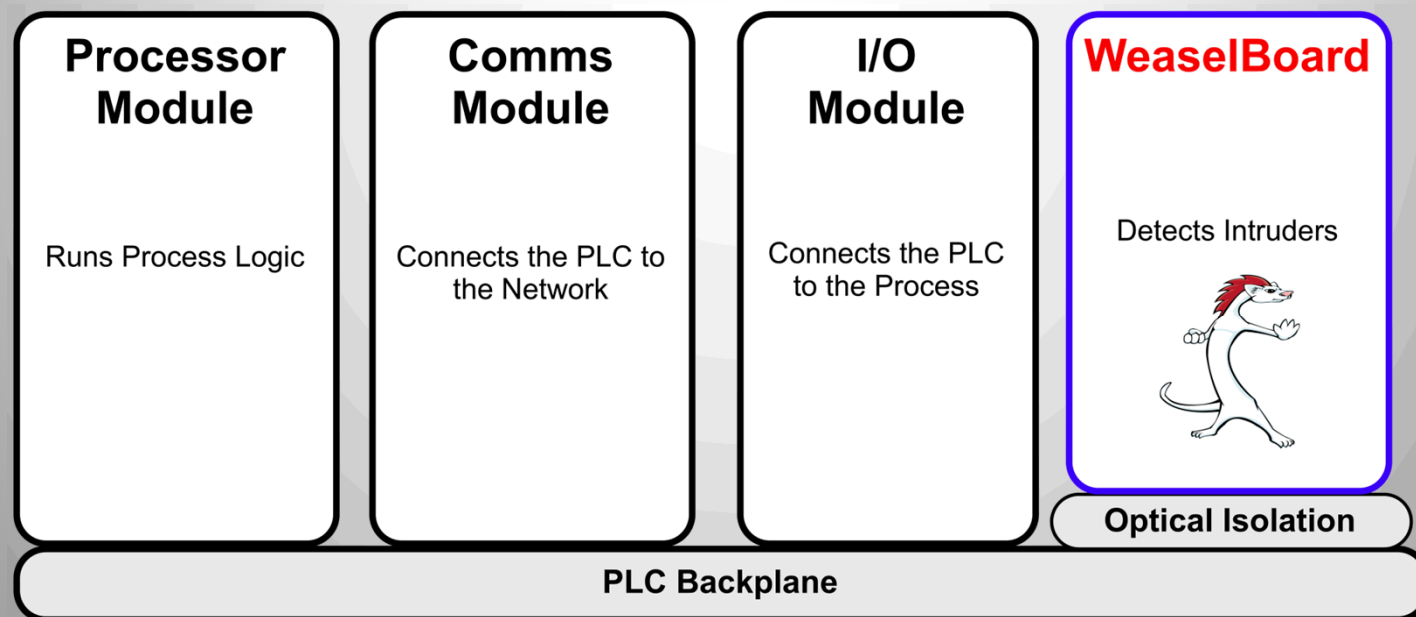 Processor
Module
Runs Process Logic
Comms
Module
Connects the PLC to
the Network
I/O
Module
Connects the PLC
to the Process
WeaselBoard
Detects Intruders
Optical Isolation
PLC Backplane